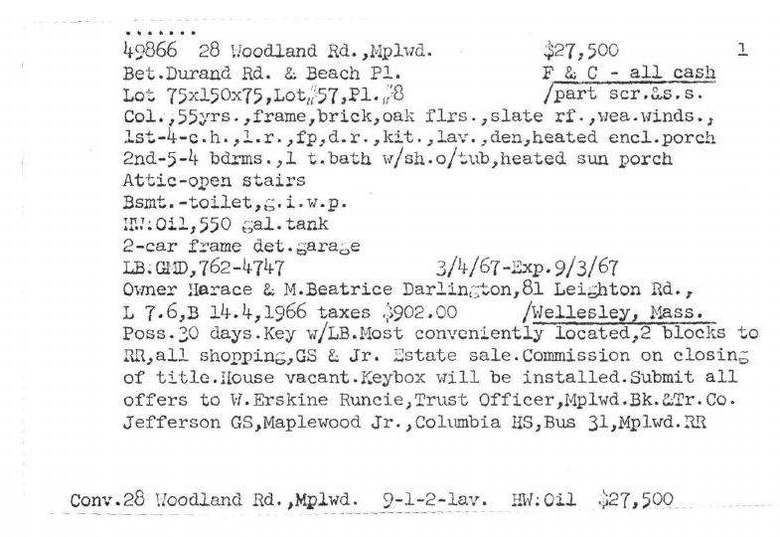 .......
49866 28 Woodland Rd.,Mplwd. $27,500 1
Bet.Durand Rd. & Beach Pl. F & C - all cash
Lot 75x150x75,Lot#57,Pl.#8 /part scr.&s.s.
Col.,55yrs.,frame,brick,oak flrs.,slate rf.,wea.winds.,
1st-4-c.h.,l.r.,fp,d.r.,kit.,lav.,den,heated encl.porch
2nd-5-4 bdrms.,1 t.bath w/sh.o/tub,heated sun porch
Attic-open stairs
Bsmt.-toilet,g.i.w.p.
HW:Oil,550 gal.tank
2-car frame det.garage
LB:GMD,762-4747 3/4/67-Exp.9/3/67
Owner Harace & M.Beatrice Darlington,81 Leighton Rd.,
L 7.6,B 14.4,1966 taxes $902.00 /Wellesley, Mass.
Poss.30 days.Key w/LB.Most conveniently located,2 blocks to
RR,all shopping,GS & Jr. Estate sale.Commission on closing
of title.House vacant.Keybox will be installed.Submit all
offers to W.Erskine Runcie,Trust Officer,Mplwd.Bk.&Tr.Co.
Jefferson GS,Maplewood Jr.,Columbia HS,Bus 31,Mplwd.RR
Conv.28 Woodland Rd.,Mplwd. 9-1-2-lav. HW:Oil $27,500